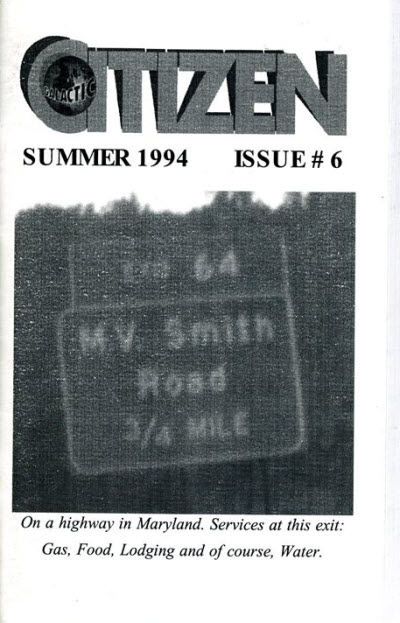 GALACTIC
CITIZEN
SUMMER 1994 ISSUE # 6
64
M.V. Smith
Road
3/4 MILE
On a highway in Maryland. Services at this exit:
Gas, Food, Lodging and of course, Water.